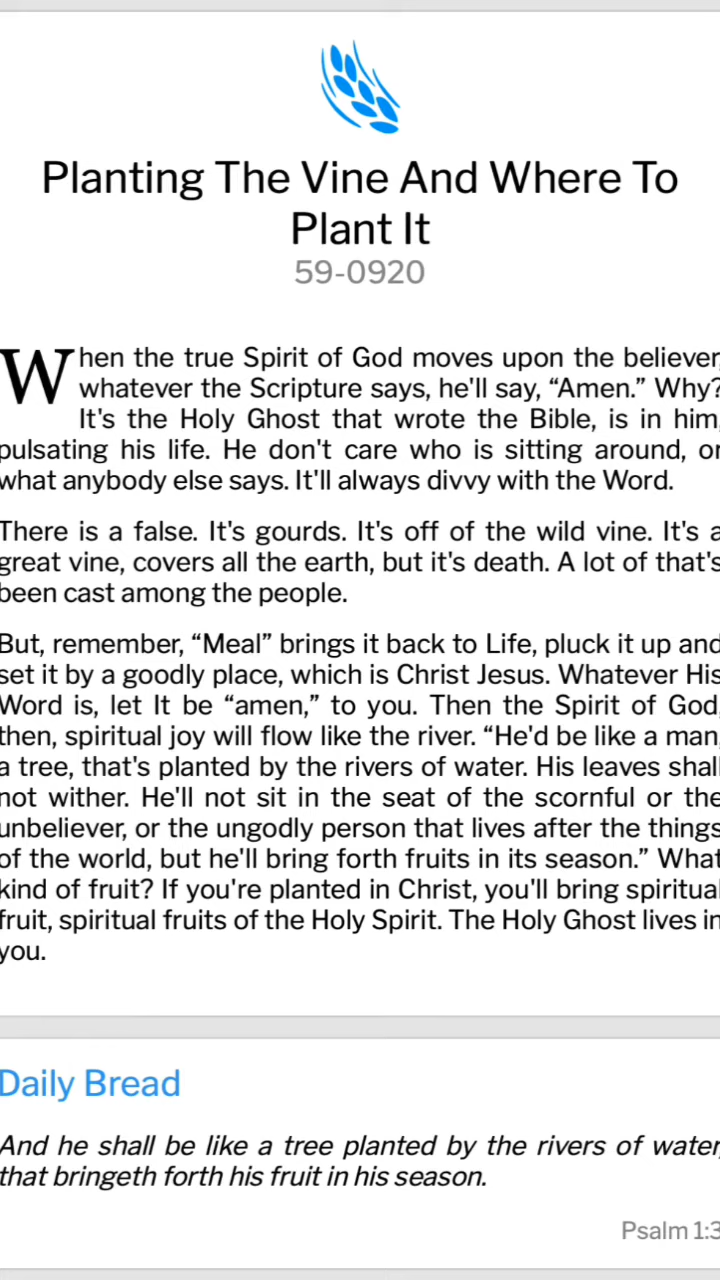 Planting The Vine And Where To
Plant It
59-0920
When the true Spirit of God moves upon the believer,
whatever the Scripture says, he'll say, “Amen.” Why?
It's the Holy Ghost that wrote the Bible, is in him,
pulsating his life. He don't care who is sitting around, or
what anybody else says. It'll always divvy with the Word.
There is a false. It's gourds. It's off of the wild vine. It's a
great vine, covers all the earth, but it's death. A lot of that's
been cast among the people.
But, remember, “Meal” brings it back to Life, pluck it up and
set it by a goodly place, which is Christ Jesus. Whatever His
Word is, let It be “amen,” to you. Then the Spirit of God,
then, spiritual joy will flow like the river. “He'd be like a man,
a tree, that's planted by the rivers of water. His leaves shall
not wither. He'll not sit in the seat of the scornful or the
unbeliever, or the ungodly person that lives after the things
of the world, but he'll bring forth fruits in its season.” What
kind of fruit? If you're planted in Christ, you'll bring spiritual
fruit, spiritual fruits of the Holy Spirit. The Holy Ghost lives in
you.
Daily Bread
And he shall be like a tree planted by the rivers of water,
that bringeth forth his fruit in his season.
Psalm 1:3